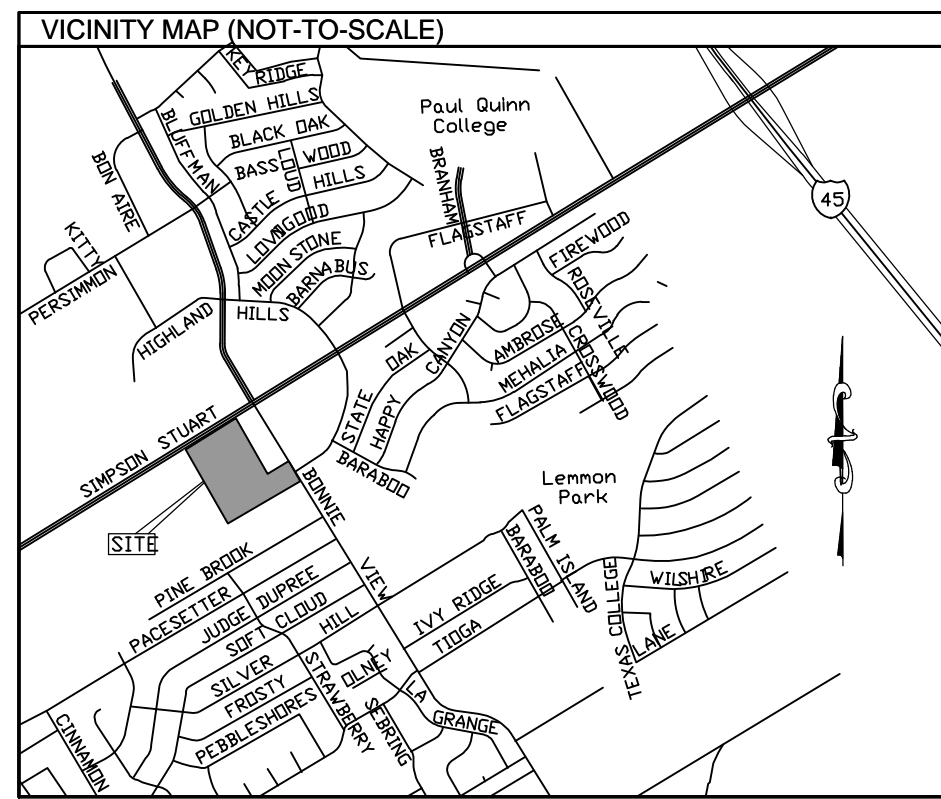 VICINITY MAP (NOT-TO-SCALE)
KEY
RIDGE
GOLDEN HILLS
BLUFFMAN
BLACK OAK
BASS
WOOD
LOUD
HILLS
CASTLE
LOVINGOOD
MOON STONE
BARNABUS
BON AIRE
KITTY
PERSIMMON
HIGHLAND
HILLS
Paul Quinn
College
BRANHAM
FLAGSTAFF
45
FIREWOOD
ROSEVILLE
AMBROSE
CROSSWOOD
MEHALIA
FLAGSTAFF
CANYON
HAPPY
OAK
STATE
BARABOO
SIMPSON STUART
SITE
BONNIE
VIEW
Lemmon
Park
PALM ISLAND
BARABOO
IVY RIDGE
TIOGA
TEXAS COLLEGE
WILSHIRE
LANE
PINE BROOK
PACESETTER
JUDGE DUPREE
SOFT CLOUD
SILVER
HILL
FROSTY
PEBBLESHORES
STRAWBERRY
OLNEY
SEBRING
LA
GRANGE
CINNAMON